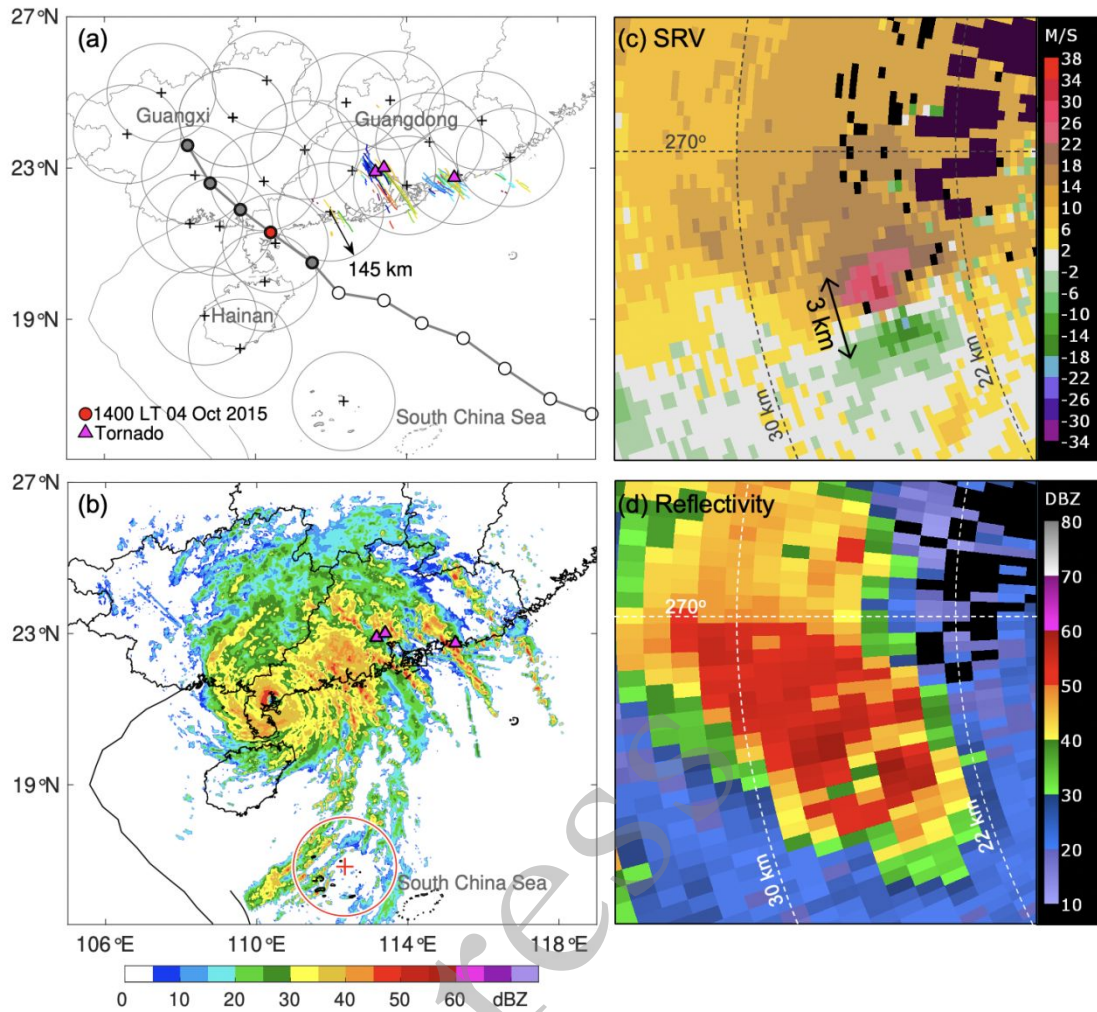 27°N
23°N
19°N
(a)
Guangxi
Guangdong
145 km
Hainan
South China Sea
1400 LT 04 Oct 2015
Tornado
(c) SRV
270°
3 km
30 km
22 km
M/S
38
38
30
26
22
18
14
10
6
2
-2
-6
-10
-14
-18
-22
-26
-30
-34
27°N
23°N
19°N
(b)
South China Sea
106°E
110°E
114°E
118°E
0
10
20
30
40
50
60
dBZ
(d) Reflectivity
270°
30 km
22 km
DBZ
80
70
60
50
40
30
20
10
ress